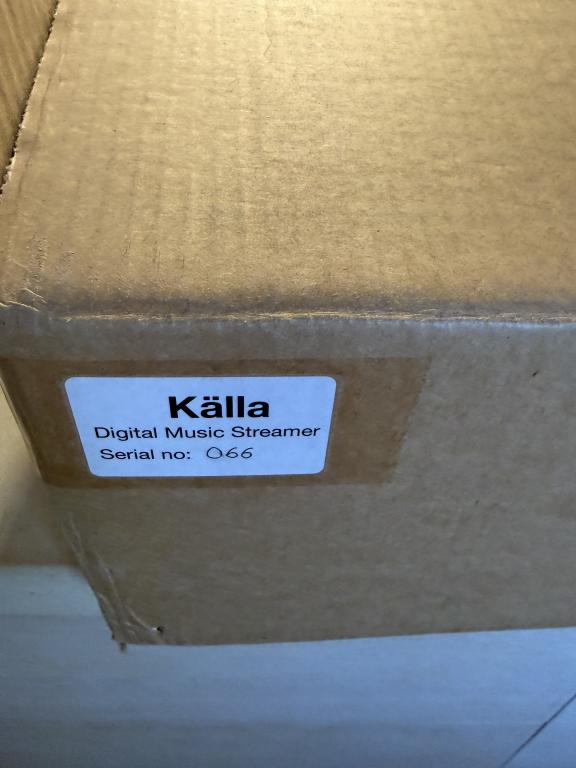 Källa
Digital Music Streamer
Serial no: 066